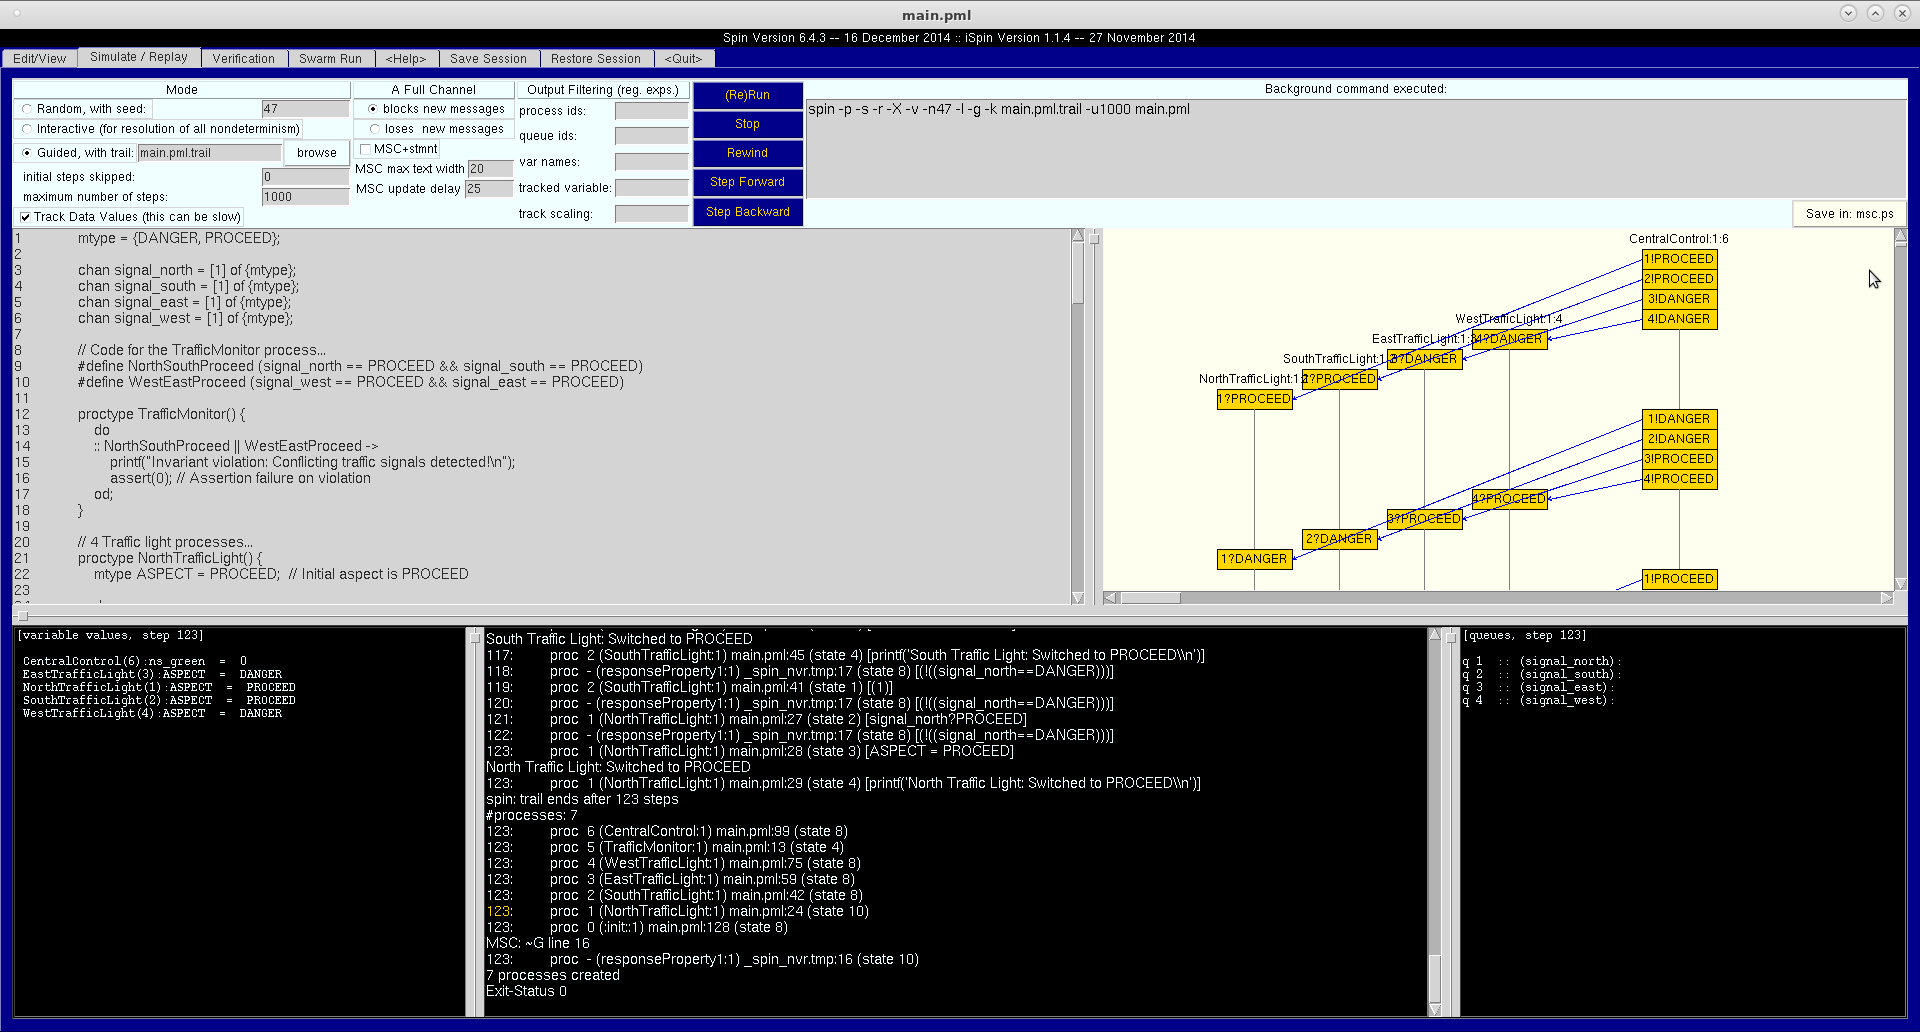 main.pml
Spin Version 6.4.3 -- 16 December 2014 :: iSpin Version 1.1.4 -- 27 November 2014
Edit/View
Simulate / Replay
Verification
Swarm Run
<Help>
Save Session
Restore Session
<Quit>
Mode
Random, with seed: 47
Interactive (for resolution of all nondeterminism)
Guided, with trail: main.pml.trail browse
initial steps skipped: 0
maximum number of steps: 1000
Track Data Values (this can be slow)
A Full Channel
blocks new messages
loses new messages
MSC+stmnt
MSC max text width 20
MSC update delay 25
Output Filtering (reg. exps.)
process ids:
queue ids:
var names:
tracked variable:
track scaling:
(Re)Run
Stop
Rewind
Step Forward
Step Backward
Background command executed:
spin -p -s -r -X -v -n47 -l -g -k main.pml.trail -u1000 main.pml
Save in: msc.ps
1 mtype = {DANGER, PROCEED};
2
3 chan signal_north = [1] of {mtype};
4 chan signal_south = [1] of {mtype};
5 chan signal_east = [1] of {mtype};
6 chan signal_west = [1] of {mtype};
7
8 // Code for the TrafficMonitor process...
9 #define NorthSouthProceed (signal_north == PROCEED && signal_south == PROCEED)
10 #define WestEastProceed (signal_west == PROCEED && signal_east == PROCEED)
11
12 proctype TrafficMonitor() {
13 do
14 :: NorthSouthProceed || WestEastProceed ->
15 printf("Invariant violation: Conflicting traffic signals detected!\n");
16 assert(0); // Assertion failure on violation
17 od;
18 }
19
20 // 4 Traffic light processes...
21 proctype NorthTrafficLight() {
22 mtype ASPECT = PROCEED; // Initial aspect is PROCEED
23
CentralControl:1:6
1!PROCEED
2!PROCEED
3!DANGER
WestTrafficLight:1:4
4!DANGER
EastTrafficLight:1:3
4?DANGER
SouthTrafficLight:1:2
3?DANGER
NorthTrafficLight:1:1
2?PROCEED
1?PROCEED
1!DANGER
2!DANGER
3!PROCEED
4!PROCEED
4?PROCEED
3?PROCEED
2?DANGER
1?DANGER
1!PROCEED
[variable values, step 123]
CentralControl(6):ns_green = 0
EastTrafficLight(3):ASPECT = DANGER
NorthTrafficLight(1):ASPECT = PROCEED
SouthTrafficLight(2):ASPECT = PROCEED
WestTrafficLight(4):ASPECT = DANGER
South Traffic Light: Switched to PROCEED
117: proc 2 (SouthTrafficLight:1) main.pml:45 (state 4) [printf('South Traffic Light: Switched to PROCEED\\n')]
118: proc - (responseProperty1:1) _spin_nvr.tmp:17 (state 8) [(!((signal_north==DANGER)))]
119: proc 2 (SouthTrafficLight:1) main.pml:41 (state 1) [(1)]
120: proc - (responseProperty1:1) _spin_nvr.tmp:17 (state 8) [(!((signal_north==DANGER)))]
121: proc 1 (NorthTrafficLight:1) main.pml:27 (state 2) [signal_north?PROCEED]
122: proc - (responseProperty1:1) _spin_nvr.tmp:17 (state 8) [(!((signal_north==DANGER)))]
123: proc 1 (NorthTrafficLight:1) main.pml:28 (state 3) [ASPECT = PROCEED]
North Traffic Light: Switched to PROCEED
123: proc 1 (NorthTrafficLight:1) main.pml:29 (state 4) [printf('North Traffic Light: Switched to PROCEED\\n')]
spin: trail ends after 123 steps
#processes: 7
123: proc 6 (CentralControl:1) main.pml:99 (state 8)
123: proc 5 (TrafficMonitor:1) main.pml:13 (state 4)
123: proc 4 (WestTrafficLight:1) main.pml:75 (state 8)
123: proc 3 (EastTrafficLight:1) main.pml:59 (state 8)
123: proc 2 (SouthTrafficLight:1) main.pml:42 (state 8)
123: proc 1 (NorthTrafficLight:1) main.pml:24 (state 10)
123: proc 0 (:init::1) main.pml:128 (state 8)
MSC: ~G line 16
123: proc - (responseProperty1:1) _spin_nvr.tmp:16 (state 10)
7 processes created
Exit-Status 0
[queues, step 123]
q 1 :: (signal_north):
q 2 :: (signal_south):
q 3 :: (signal_east):
q 4 :: (signal_west):